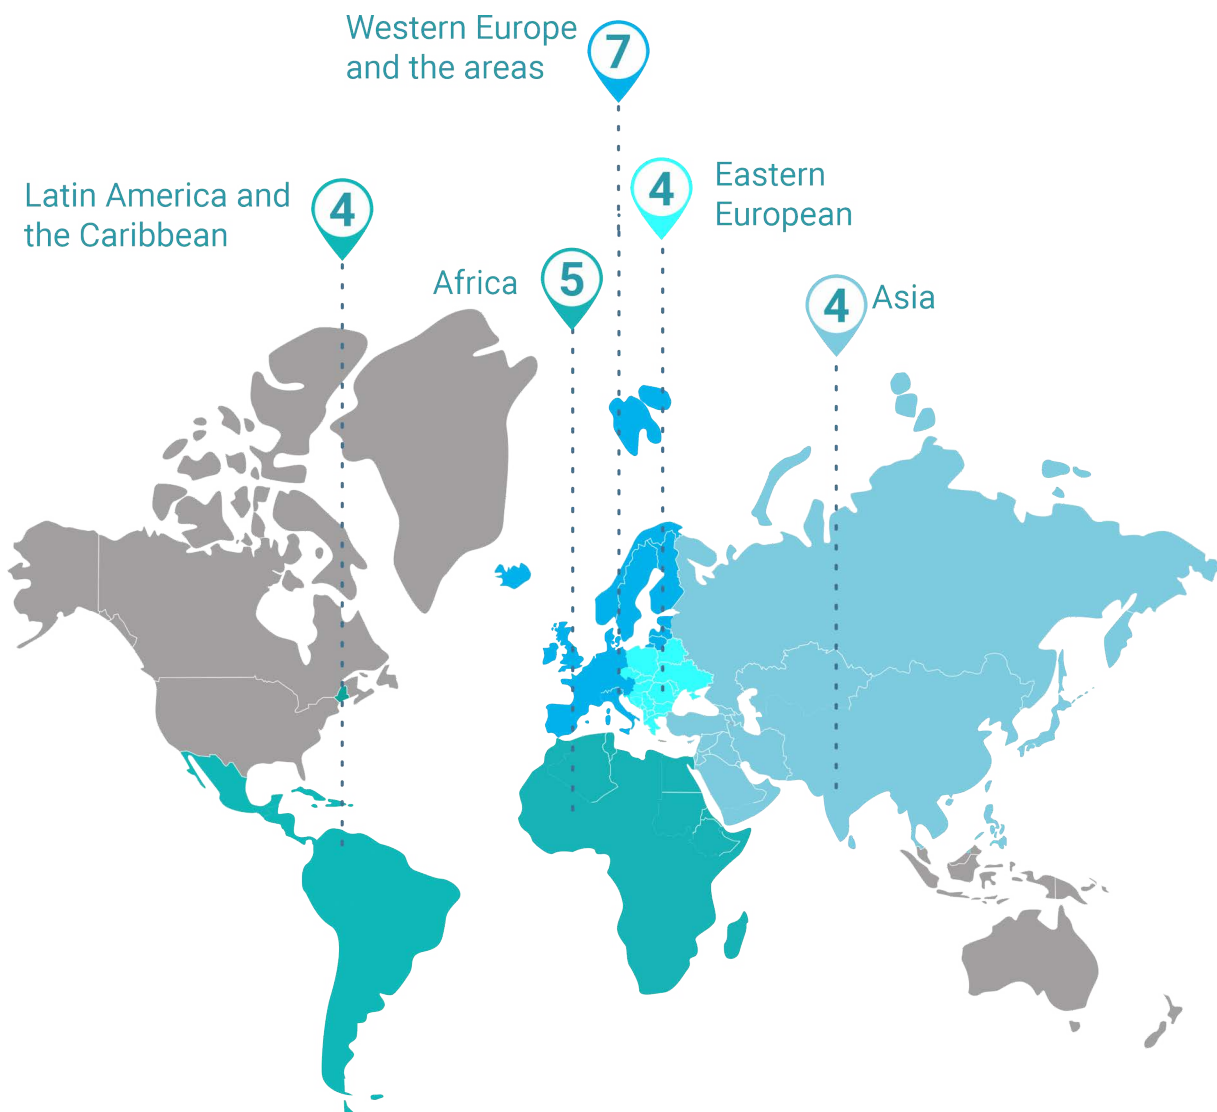 Western Europe
and the areas
7
Latin America and
the Caribbean
4
4
Eastern
European
Africa
5
4
Asia